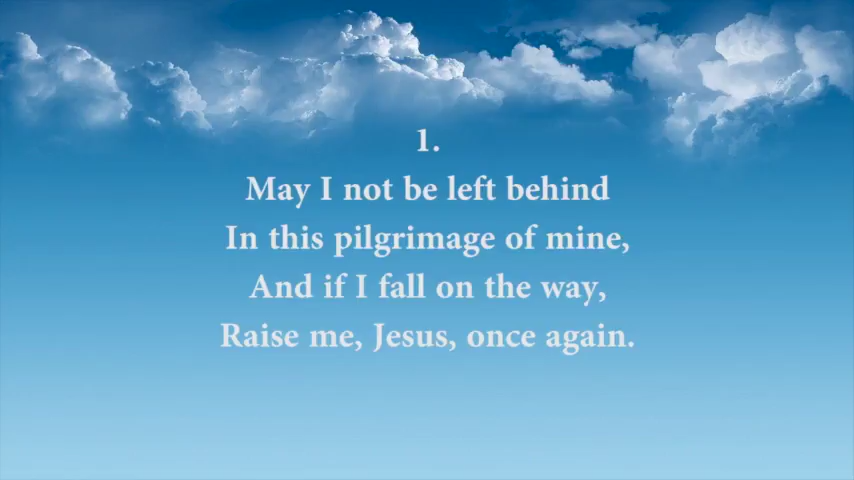 1.
May I not be left behind
In this pilgrimage of mine,
And if I fall on the way,
Raise me, Jesus, once again.